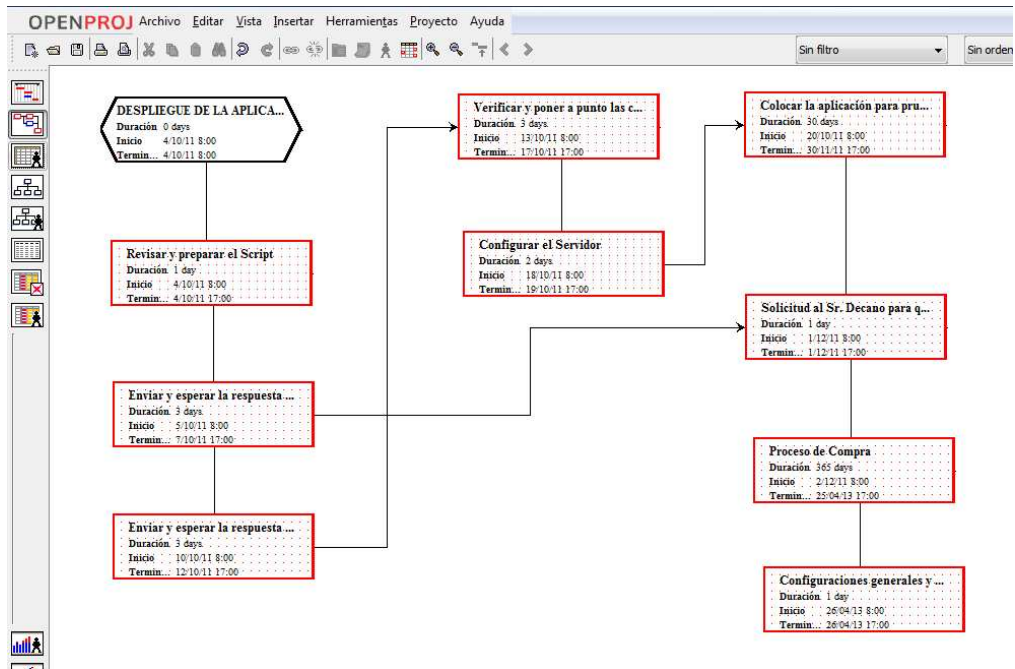 OPENPROJ Archivo Editar Vista Insertar Herramientas Proyecto Ayuda
Sin filtro
Sin orden
DESPLIEGUE DE LA APLICA...
Duración 0 days
Inicio 4/10/11 8:00
Termin... 4/10/11 8:00
Revisar y preparar el Script
Duración 1 day
Inicio 4/10/11 8:00
Termin... 4/10/11 17:00
Enviar y esperar la respuesta ...
Duración 3 days
Inicio 5/10/11 8:00
Termin... 7/10/11 17:00
Enviar y esperar la respuesta ...
Duración 3 days
Inicio 10/10/11 8:00
Termin... 12/10/11 17:00
Verificar y poner a punto las c...
Duración 3 days
Inicio 13/10/11 8:00
Termin... 17/10/11 17:00
Configurar el Servidor
Duración 2 days
Inicio 18/10/11 8:00
Termin... 19/10/11 17:00
Colocar la aplicación para pru...
Duración 30 days
Inicio 20/10/11 8:00
Termin... 30/11/11 17:00
Solicitud al Sr. Decano para q...
Duración 1 day
Inicio 1/12/11 8:00
Termin... 1/12/11 17:00
Proceso de Compra
Duración 365 days
Inicio 2/12/11 8:00
Termin... 25/04/13 17:00
Configuraciones generales y ...
Duración 1 day
Inicio 26/04/13 8:00
Termin... 26/04/13 17:00